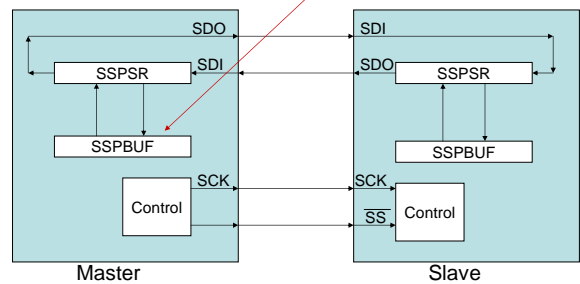 SDO SDI
SDI SDO
SSPSR SSPSR
SSPBUF SSPBUF
SCK SCK
Control Control
SS
Master Slave